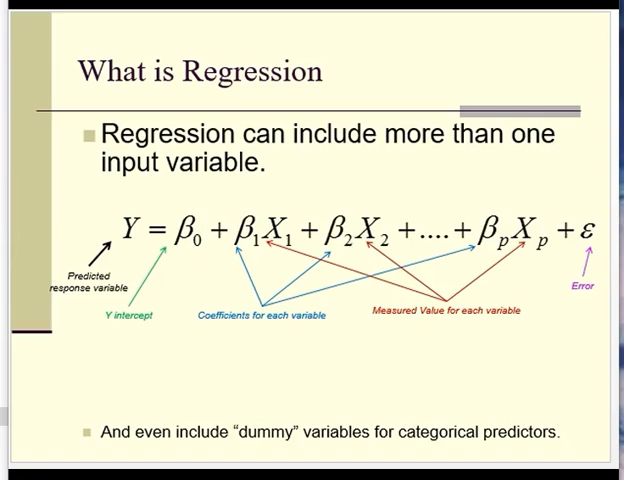 What is Regression
Regression can include more than one
input variable.
Y = β₀ + β₁X₁ + β₂X₂ + .... + βₚXₚ + ε
Predicted
response variable
Y intercept
Coefficients for each variable
Measured Value for each variable
Error
And even include “dummy” variables for categorical predictors.